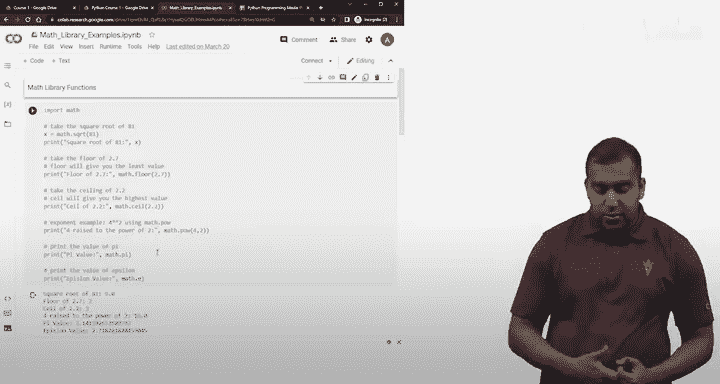 Course 1 - Google Drive
Python Course 1 - Google Drive
Math_Library_Examples.ipynb
Python Programming Media
Incognito
Math_Library_Examples.ipynb
File Edit View Insert Runtime Tools Help Last edited on March 20
Comment Share A
+ Code + Text
Connect
Editing
Math Library Functions
import math
# take the square root of 81
x = math.sqrt(81)
print("Square root of 81:", x)
# take the floor of 2.7
# floor will give you the least value
print("Floor of 2.7:", math.floor(2.7))
# take the ceiling of 2.2
# ceil will give you the highest value
print("Ceil of 2.2:", math.ceil(2.2))
# exponent example: 4**2 using math.pow
print("4 raised to the power of 2:", math.pow(4,2))
# print the value of pi
print("Pi Value:", math.pi)
# print the value of epsilon
print("Epsilon Value:", math.e)
Square root of 81: 9.0
Floor of 2.7: 2
Ceil of 2.2: 3
4 raised to the power of 2: 16.0